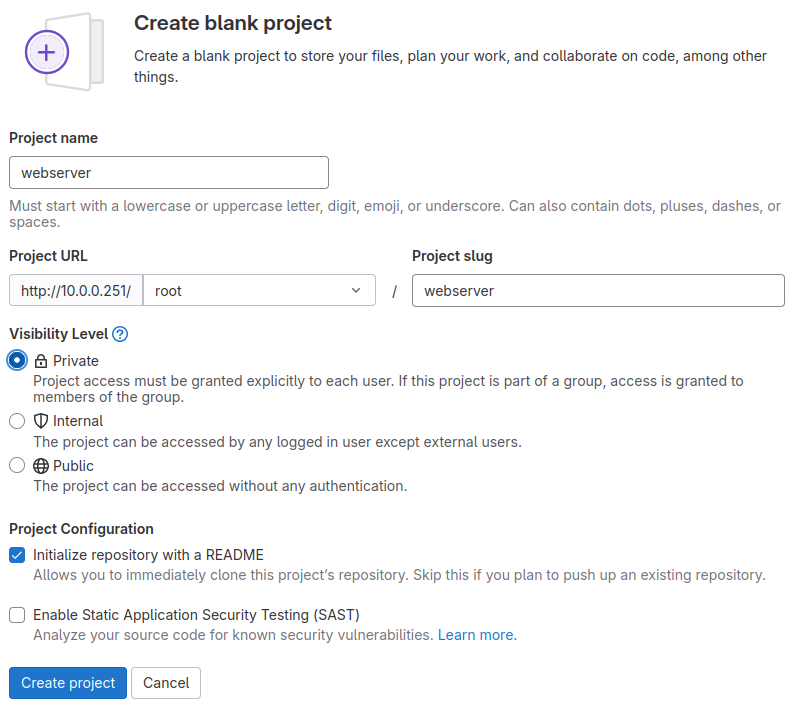 Create blank project
Create a blank project to store your files, plan your work, and collaborate on code, among other
things.
Project name
webserver
Must start with a lowercase or uppercase letter, digit, emoji, or underscore. Can also contain dots, pluses, dashes, or
spaces.
Project URL
Project slug
http://10.0.0.251/ root / webserver
Visibility Level ?
Private
Project access must be granted explicitly to each user. If this project is part of a group, access is granted to
members of the group.
Internal
The project can be accessed by any logged in user except external users.
Public
The project can be accessed without any authentication.
Project Configuration
Initialize repository with a README
Allows you to immediately clone this project’s repository. Skip this if you plan to push up an existing repository.
Enable Static Application Security Testing (SAST)
Analyze your source code for known security vulnerabilities. Learn more.
Create project Cancel